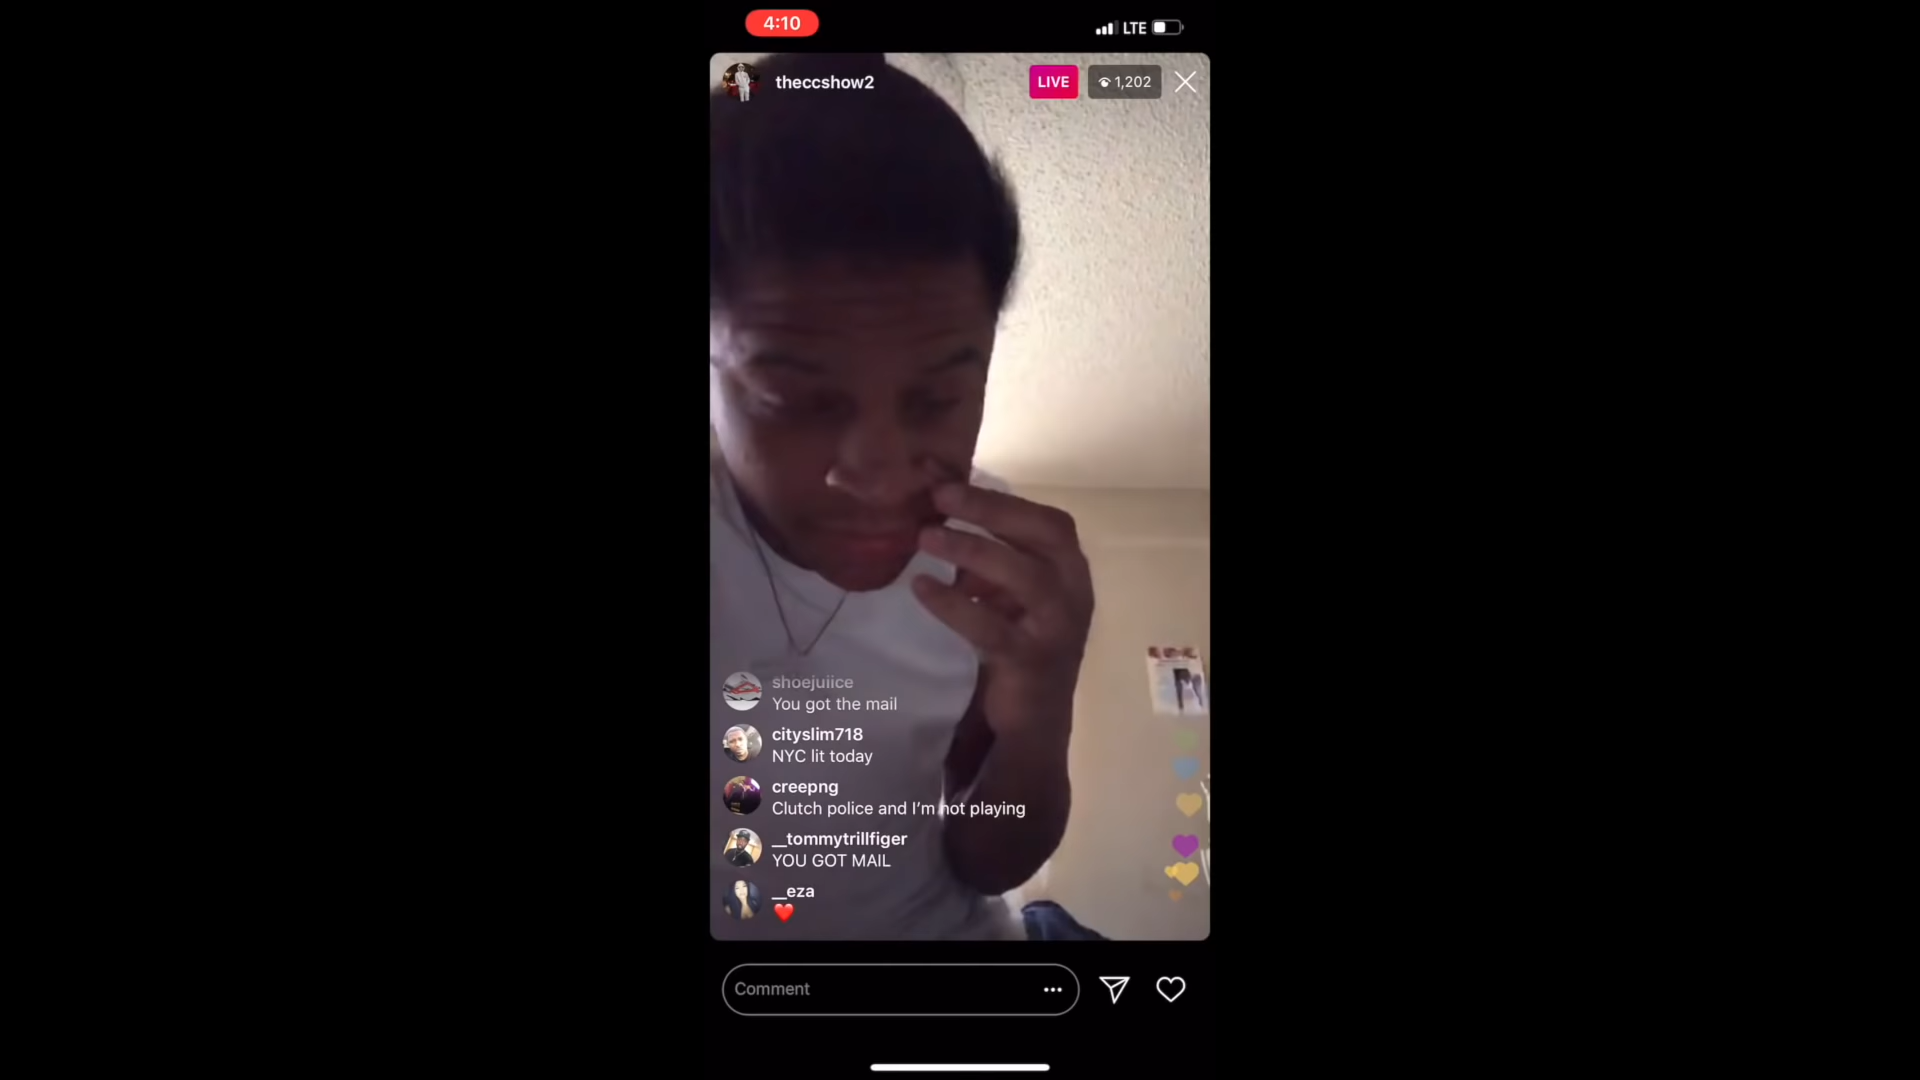 4:10
LTE
theccshow2
LIVE
1,202
shoejuiice
You got the mail
cityslim718
NYC lit today
creepng
Clutch police and I’m not playing
__tommytrillfiger
YOU GOT MAIL
__eza
❤️
Comment